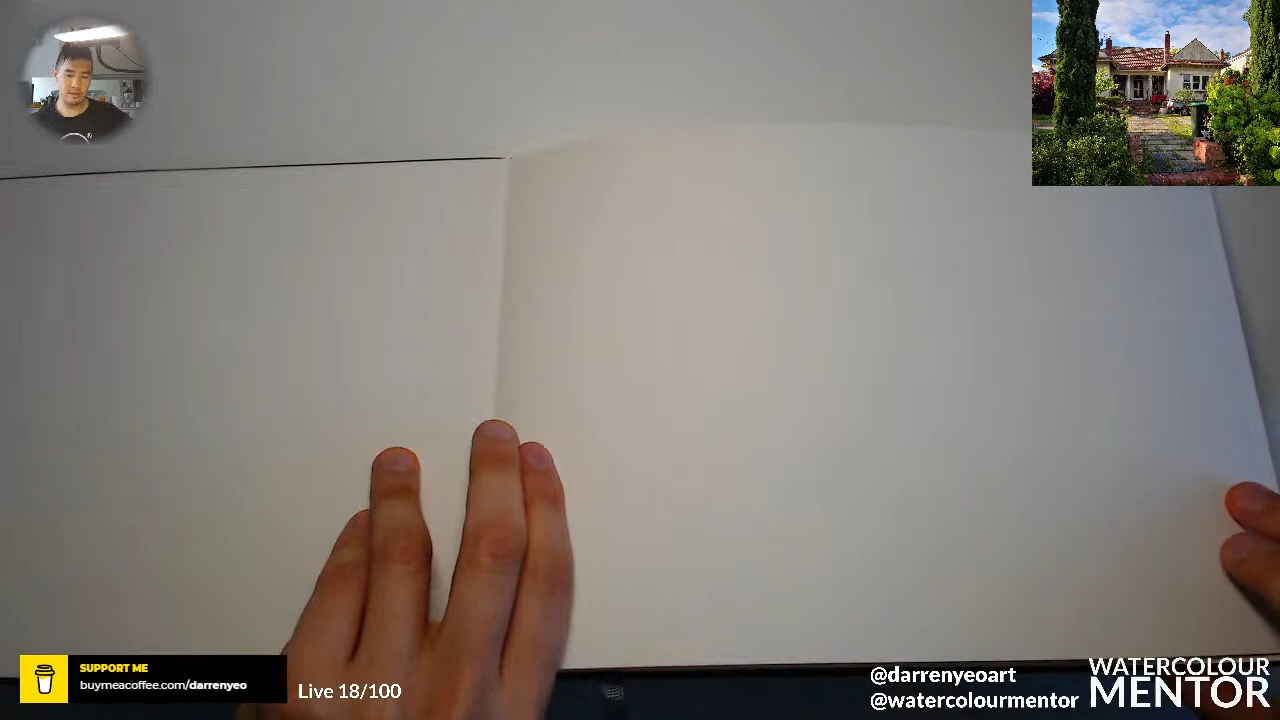 SUPPORT ME
buymeacoffee.com/darrenyeo
Live 18/100
@darrenyeoart
@watercolourmentor
WATERCOLOUR
MENTOR